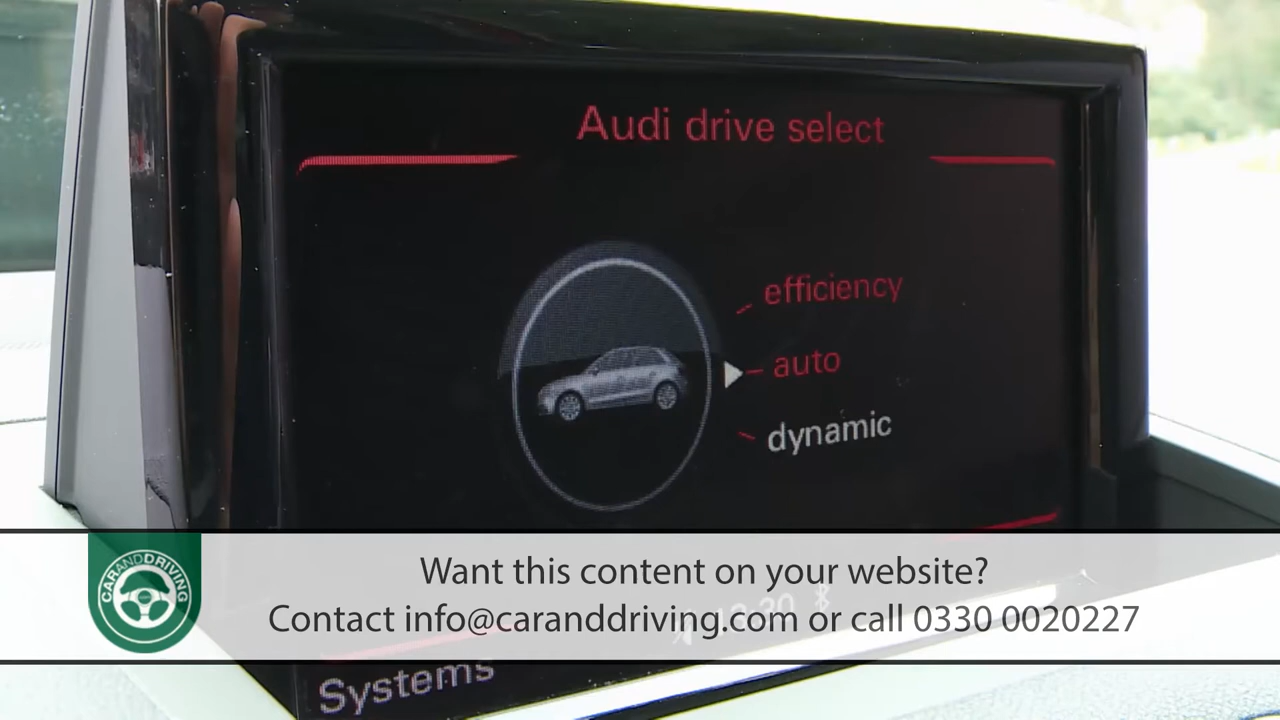 Audi drive select
efficiency
auto
dynamic
CARANDDRIVING
Want this content on your website?
Contact info@caranddriving.com or call 0330 0020227
Systems